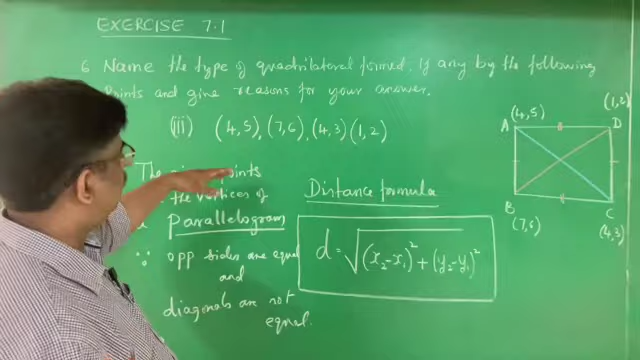 EXERCISE 7.1
6 Name the type of quadrilateral formed, if any by the following
Points and give reasons for your answer.
(iii) (4,5), (7,6), (4,3) (1,2)
The points
the vertices of
Parallelogram
∵ opp sides are equal
and
diagonals are not
equal.
Distance formula
d = √(x₂-x₁)² + (y₂-y₁)²
(4,5) (1,2)
A D
B C
(7,6) (4,3)